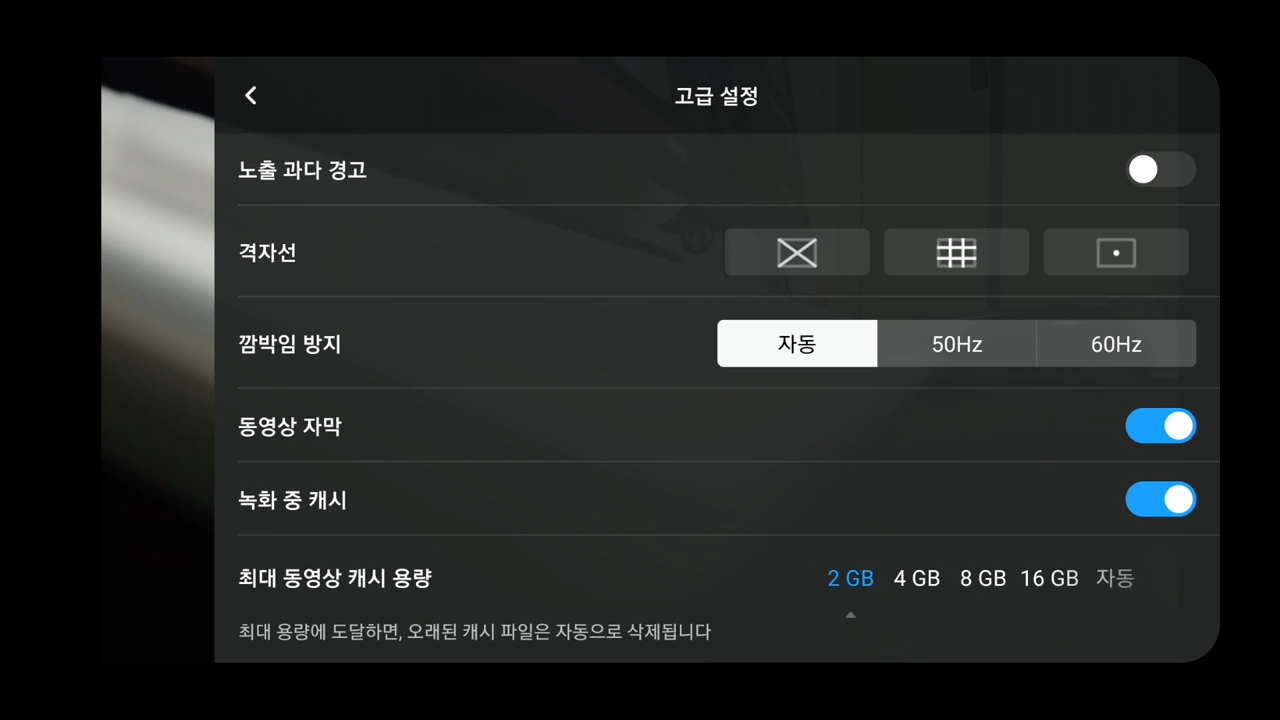 고급 설정
노출 과다 경고
격자선
깜박임 방지 자동 50Hz 60Hz
동영상 자막
녹화 중 캐시
최대 동영상 캐시 용량 2 GB 4 GB 8 GB 16 GB 자동
최대 용량에 도달하면, 오래된 캐시 파일은 자동으로 삭제됩니다